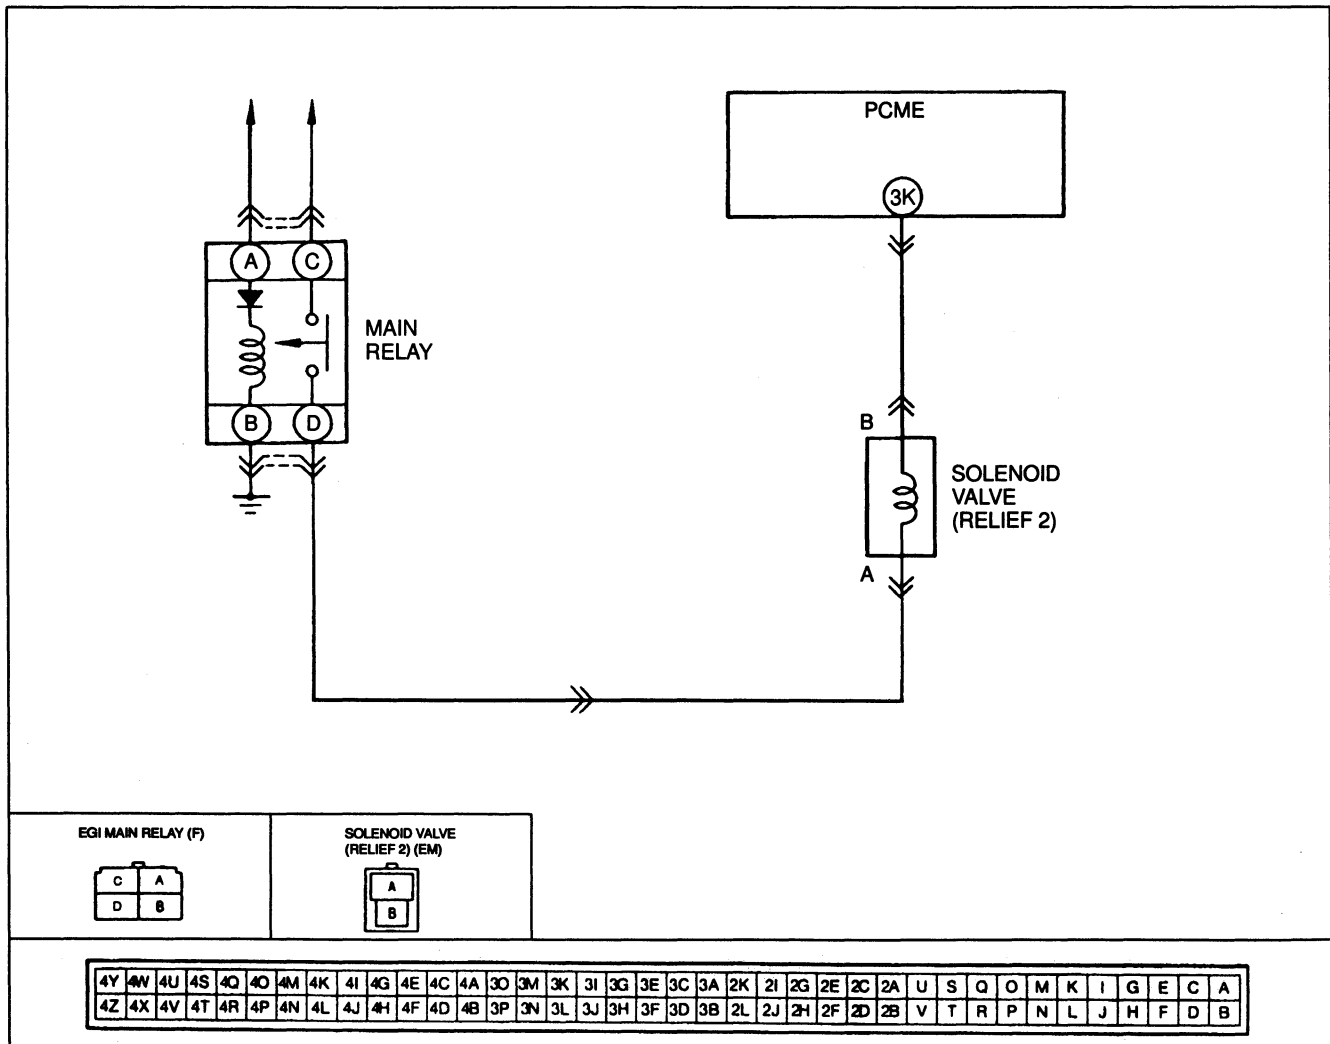 PCME
3K
A C
MAIN
RELAY
B D
B
SOLENOID
VALVE
(RELIEF 2)
A
EGI MAIN RELAY (F)
C A
D B
SOLENOID VALVE
(RELIEF 2) (EM)
A
B
4Y 4W 4U 4S 4Q 4O 4M 4K 4I 4G 4E 4C 4A 3O 3M 3K 3I 3G 3E 3C 3A 2K 2I 2G 2E 2C 2A U S Q O M K I G E C A
4Z 4X 4V 4T 4R 4P 4N 4L 4J 4H 4F 4D 4B 3P 3N 3L 3J 3H 3F 3D 3B 2L 2J 2H 2F 2D 2B V T R P N L J H F D B